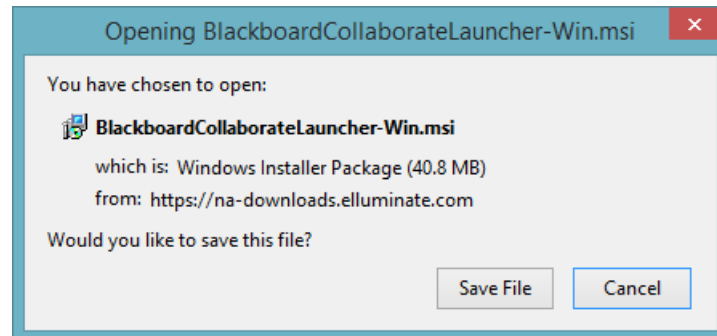 Opening BlackboardCollaborateLauncher-Win.msi
You have chosen to open:
BlackboardCollaborateLauncher-Win.msi
which is: Windows Installer Package (40.8 MB)
from: https://na-downloads.elluminate.com
Would you like to save this file?
Save File Cancel